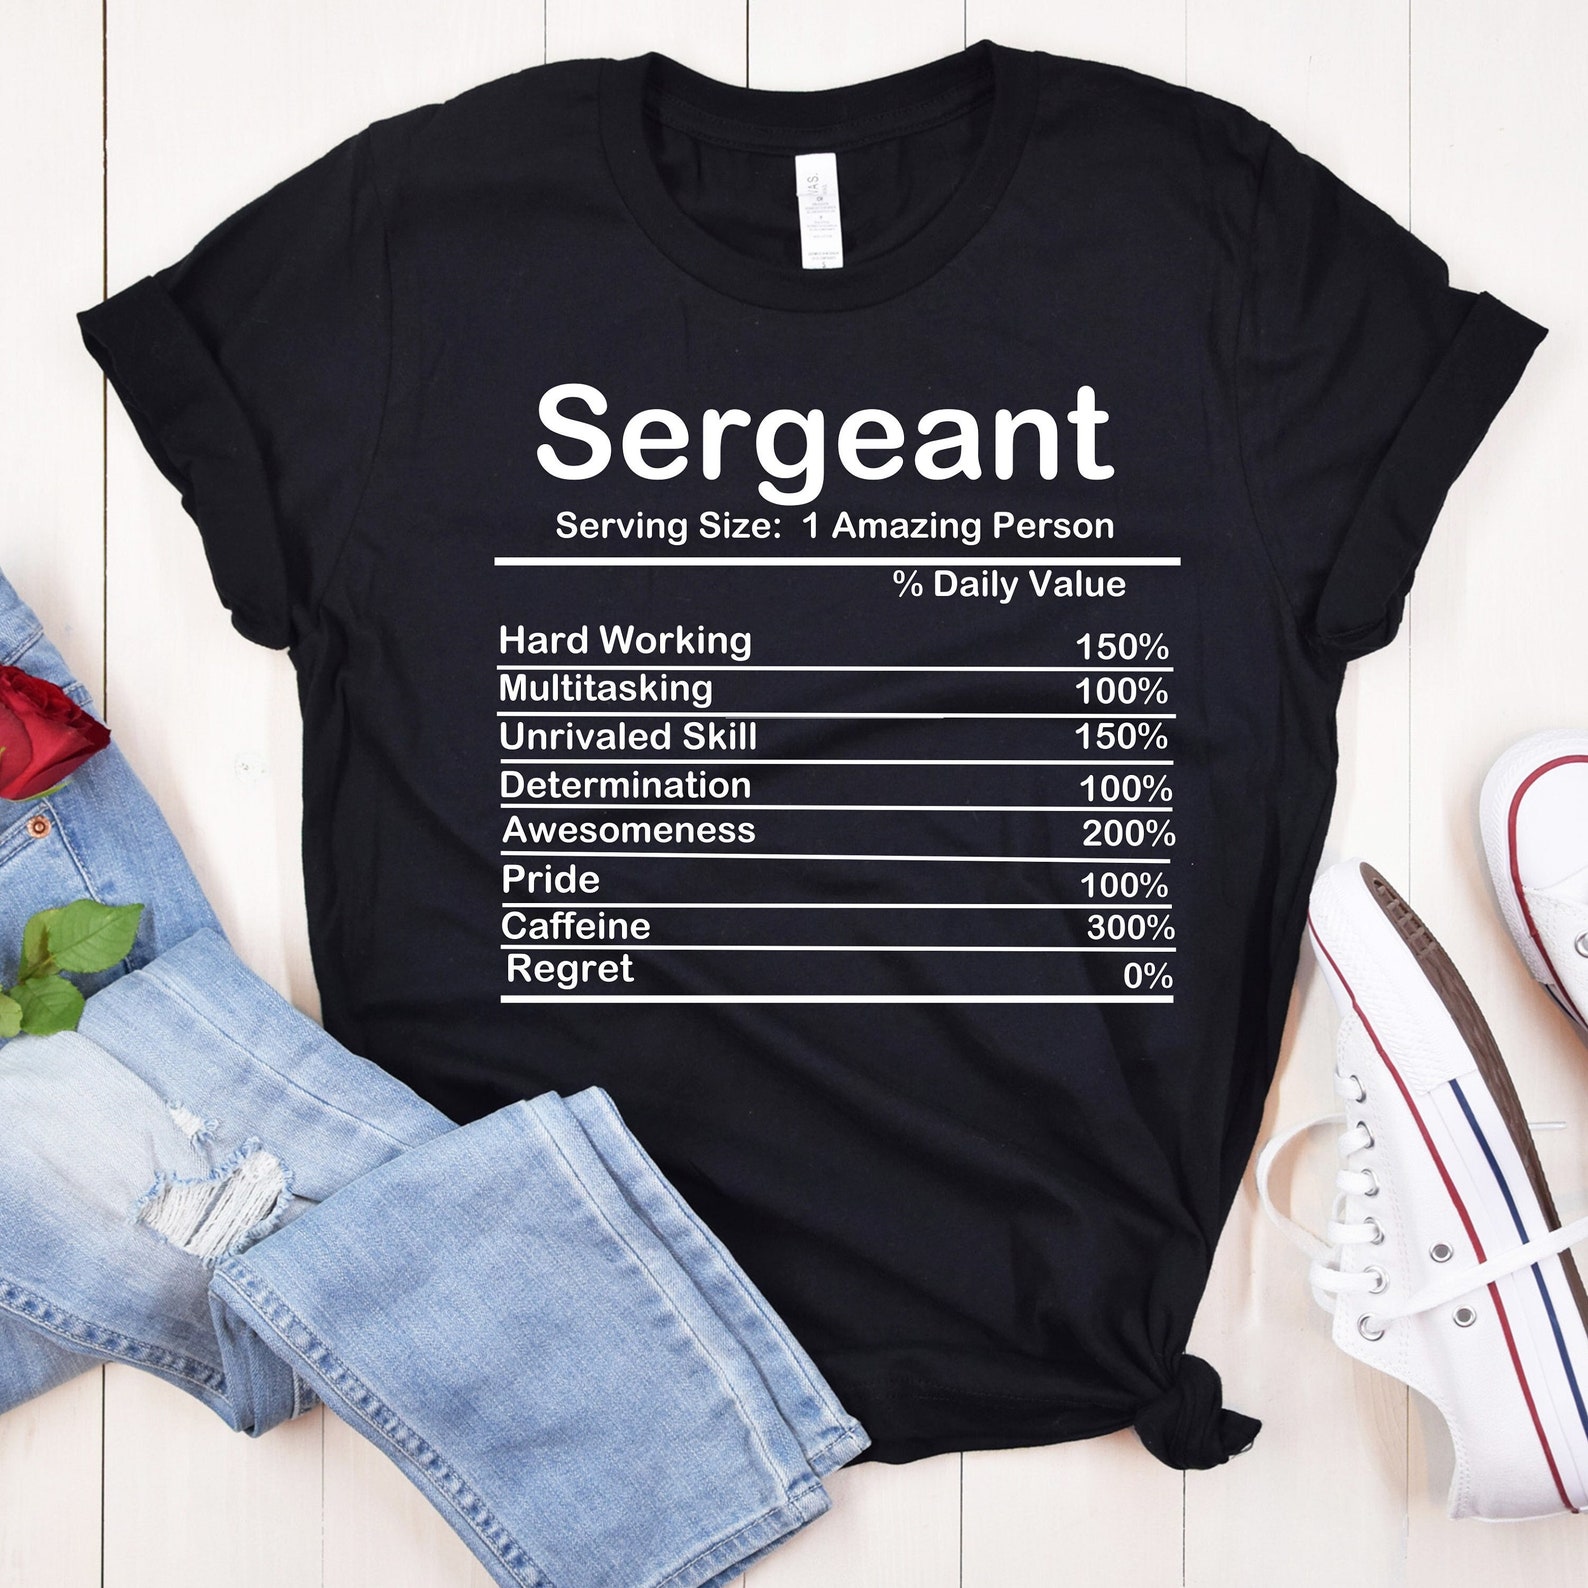 Sergeant
Serving Size: 1 Amazing Person
% Daily Value
Hard Working 150%
Multitasking 100%
Unrivaled Skill 150%
Determination 100%
Awesomeness 200%
Pride 100%
Caffeine 300%
Regret 0%